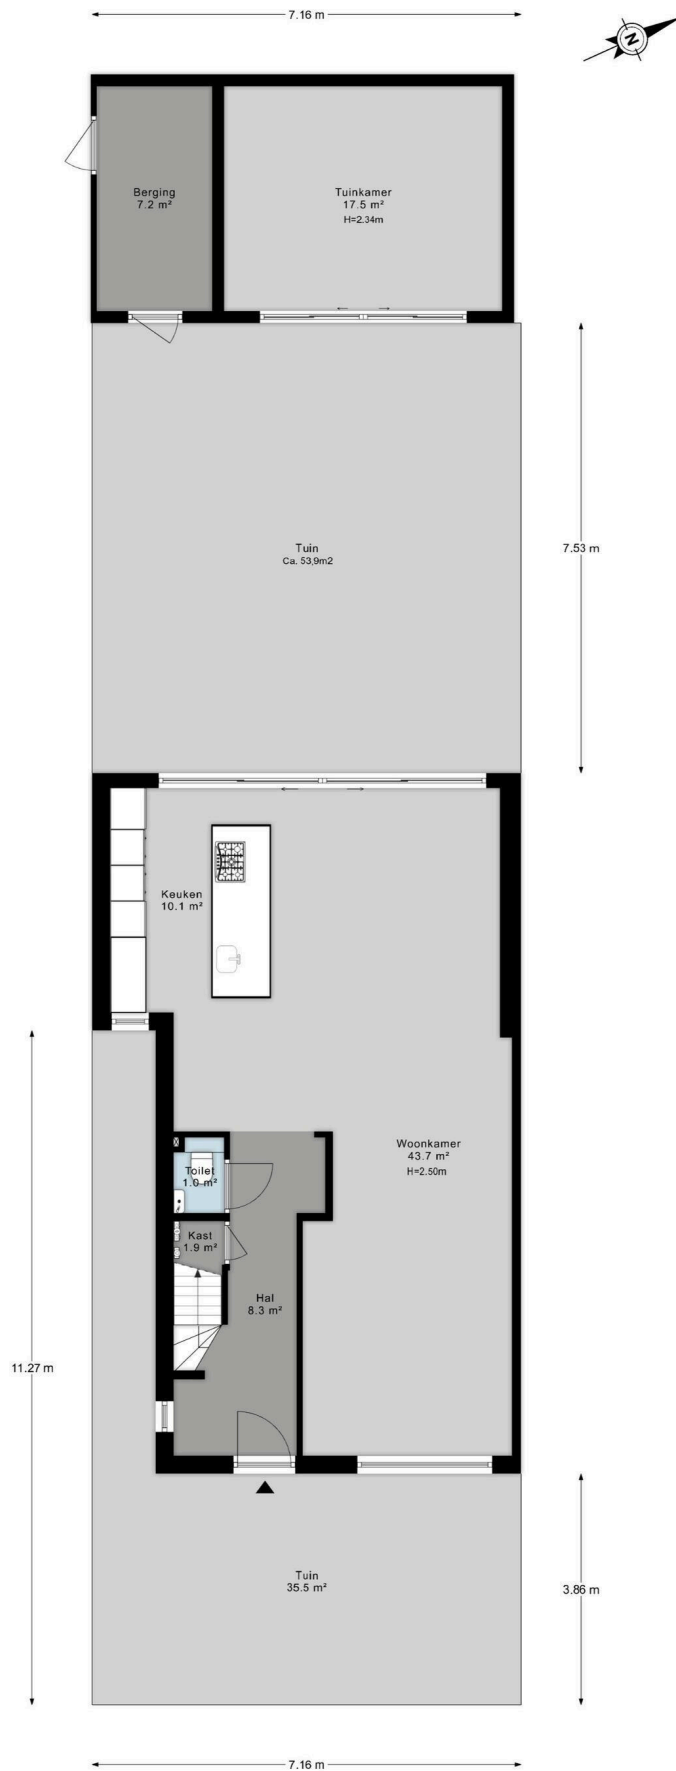 7.16 m
N
Berging
7.2 m²
Tuinkamer
17.5 m²
H=2.34m
Tuin
Ca. 53,9m2
7.53 m
Keuken
10.1 m²
Woonkamer
43.7 m²
H=2.50m
Toilet
1.0 m²
Kast
1.9 m²
Hal
8.3 m²
11.27 m
Tuin
35.5 m²
3.86 m
7.16 m